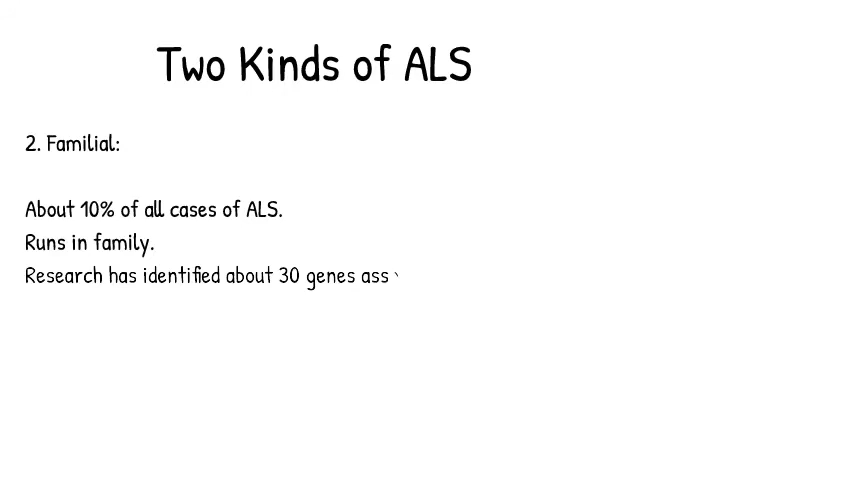 Two Kinds of ALS
2. Familial:
About 10% of all cases of ALS.
Runs in family.
Research has identified about 30 genes ass